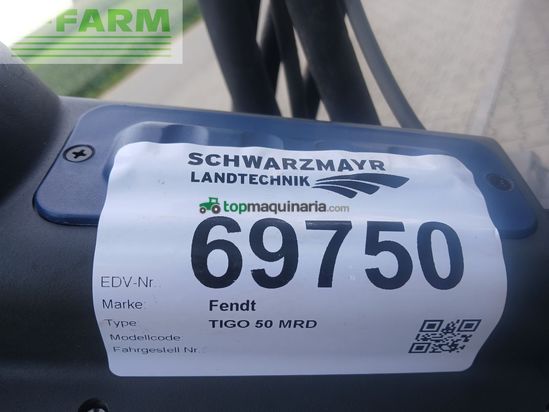 FARM
SCHWARZMAYR
LANDTECHNIK
topmaquinaria.com
69750
EDV-Nr.:
Marke: Fendt
Type TIGO 50 MRD
Modellcode
Fahrgestell Nr.